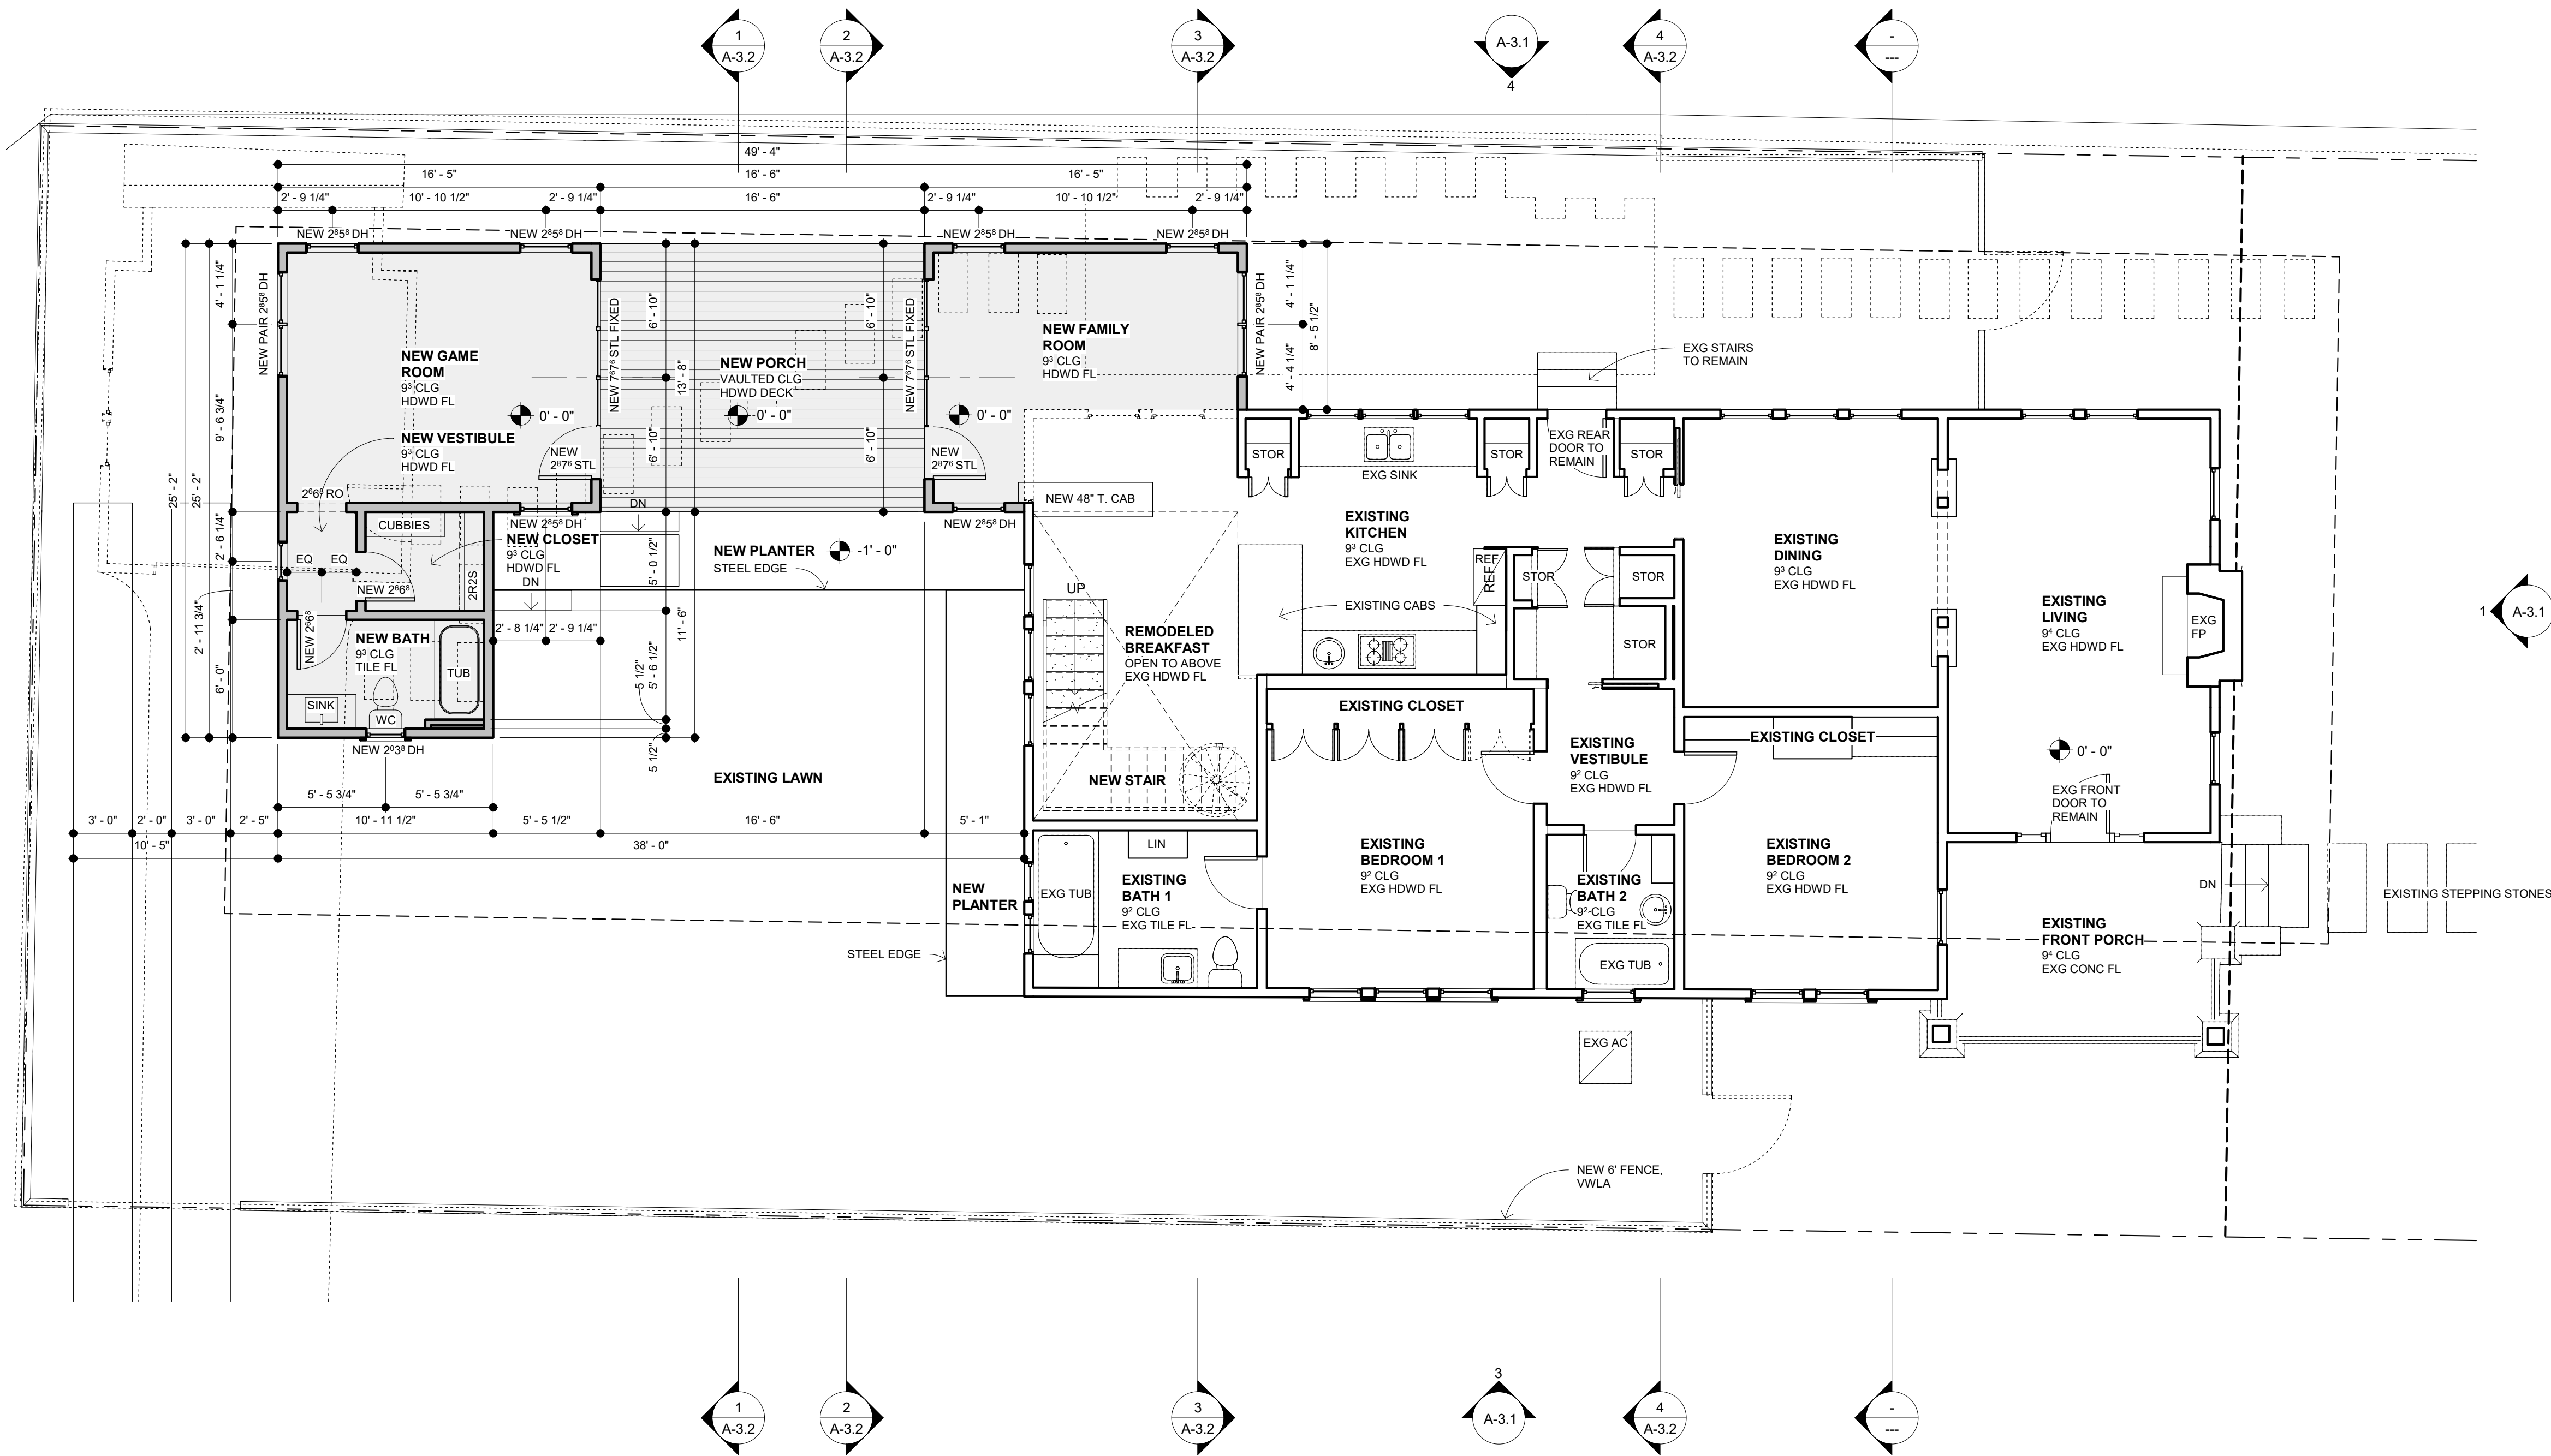 1
A-3.2
2
A-3.2
3
A-3.2
A-3.1
4
4
A-3.2
-
---
49' - 4"
16' - 5"
16' - 6"
16' - 5"
2' - 9 1/4"
10' - 10 1/2"
2' - 9 1/4"
16' - 6"
2' - 9 1/4"
10' - 10 1/2"
2' - 9 1/4"
NEW 2⁸5⁸ DH
NEW 2⁸5⁸ DH
NEW 2⁸5⁸ DH
NEW 2⁸5⁸ DH
4' - 1 1/4"
9' - 6 3/4"
2' - 6 1/4"
2' - 11 3/4"
6' - 0"
25' - 2"
25' - 2"
NEW PAIR 2⁸5⁸ DH
NEW GAME
ROOM
9³ CLG
HDWD FL
0' - 0"
NEW VESTIBULE
9³ CLG
HDWD FL
NEW
2⁸7⁶ STL
NEW 7⁶7⁶ STL FIXED
6' - 10"
6' - 10"
13' - 8"
NEW PORCH
VAULTED CLG
HDWD DECK
0' - 0"
6' - 10"
6' - 10"
NEW 7⁶7⁶ STL FIXED
NEW FAMILY
ROOM
9³ CLG
HDWD FL
0' - 0"
NEW
2⁸7⁶ STL
NEW PAIR 2⁸5⁸ DH
4' - 1 1/4"
4' - 4 1/4"
8' - 5 1/2"
EXG STAIRS
TO REMAIN
2⁶6⁸ RO
CUBBIES
NEW 2⁸5⁸ DH
NEW CLOSET
9³ CLG
HDWD FL
DN
DN
EQ
EQ
NEW 2⁶6⁸
2R2S
NEW 2⁶6⁸
NEW BATH
9³ CLG
TILE FL
TUB
SINK
WC
NEW 2⁰3⁸ DH
NEW PLANTER
STEEL EDGE
-1' - 0"
NEW 2⁸5⁸ DH
NEW 48" T. CAB
5' - 0 1/2"
11' - 6"
5' - 6 1/2"
5 1/2"
5 1/2"
2' - 8 1/4"
2' - 9 1/4"
EXISTING LAWN
5' - 5 3/4"
5' - 5 3/4"
3' - 0"
2' - 0"
3' - 0"
2' - 5"
10' - 11 1/2"
5' - 5 1/2"
16' - 6"
5' - 1"
10' - 5"
38' - 0"
STOR
EXG SINK
STOR
EXG REAR
DOOR TO
REMAIN
STOR
EXISTING
KITCHEN
9³ CLG
EXG HDWD FL
REF
REF
STOR
STOR
STOR
EXISTING CABS
UP
REMODELED
BREAKFAST
OPEN TO ABOVE
EXG HDWD FL
NEW STAIR
EXISTING
DINING
9³ CLG
EXG HDWD FL
EXISTING
LIVING
9⁴ CLG
EXG HDWD FL
EXG
FP
1
A-3.1
EXISTING CLOSET
EXISTING
VESTIBULE
9² CLG
EXG HDWD FL
EXISTING CLOSET
0' - 0"
EXG FRONT
DOOR TO
REMAIN
LIN
EXG TUB
EXISTING
BATH 1
9² CLG
EXG TILE FL
EXISTING
BEDROOM 1
9² CLG
EXG HDWD FL
EXISTING
BATH 2
9² CLG
EXG TILE FL
EXG TUB
EXISTING
BEDROOM 2
9² CLG
EXG HDWD FL
DN
EXISTING STEPPING STONES
EXISTING
FRONT PORCH
9⁴ CLG
EXG CONC FL
NEW
PLANTER
STEEL EDGE
EXG AC
NEW 6' FENCE,
VWLA
1
A-3.2
2
A-3.2
3
A-3.2
3
A-3.1
4
A-3.2
-
---